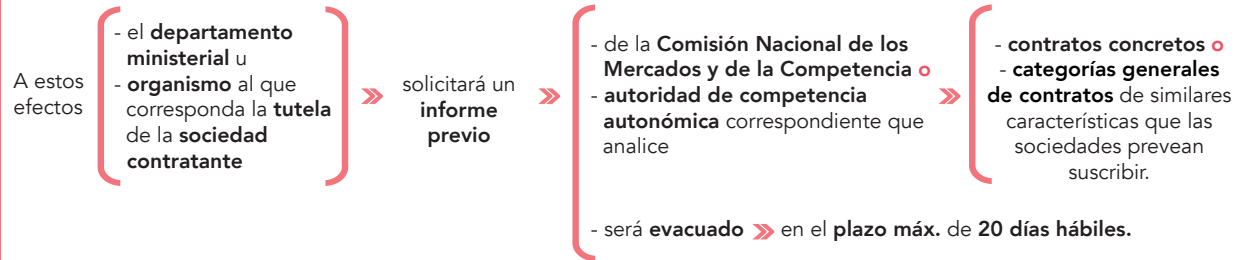 A estos
efectos
- el departamento
ministerial u
- organismo al que
corresponda la tutela
de la sociedad
contratante
solicitará un
informe
previo
- de la Comisión Nacional de los
Mercados y de la Competencia o
- autoridad de competencia
autonómica correspondiente que
analice
- será evacuado » en el plazo máx. de 20 días hábiles.
- contratos concretos o
- categorías generales
de contratos de similares
características que las
sociedades prevean
suscribir.